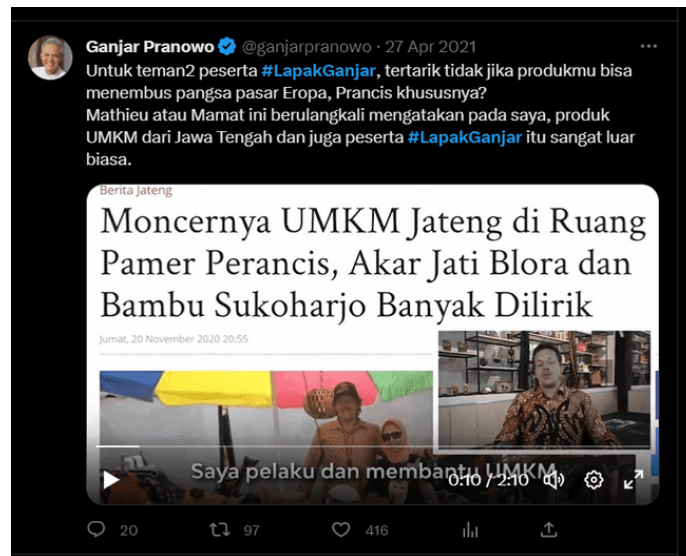 Ganjar Pranowo @ganjarpranowo · 27 Apr 2021
Untuk teman2 peserta #LapakGanjar, tertarik tidak jika produkmu bisa
menembus pangsa pasar Eropa, Prancis khususnya?
Mathieu atau Mamat ini berulangkali mengatakan pada saya, produk
UMKM dari Jawa Tengah dan juga peserta #LapakGanjar itu sangat luar
biasa.
Berita Jateng
Moncernya UMKM Jateng di Ruang
Pamer Perancis, Akar Jati Blora dan
Bambu Sukoharjo Banyak Dilirik
Jumat, 20 November 2020 20:55
Saya pelaku dan membantu UMKM
0:10 / 2:10
20 97 416